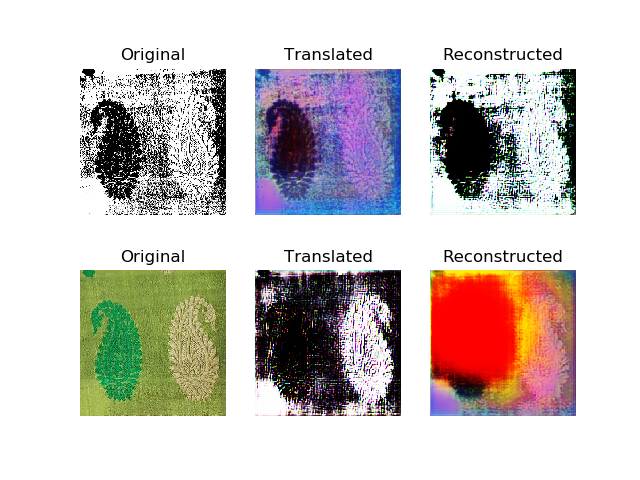 Original
Translated
Reconstructed
Original
Translated
Reconstructed